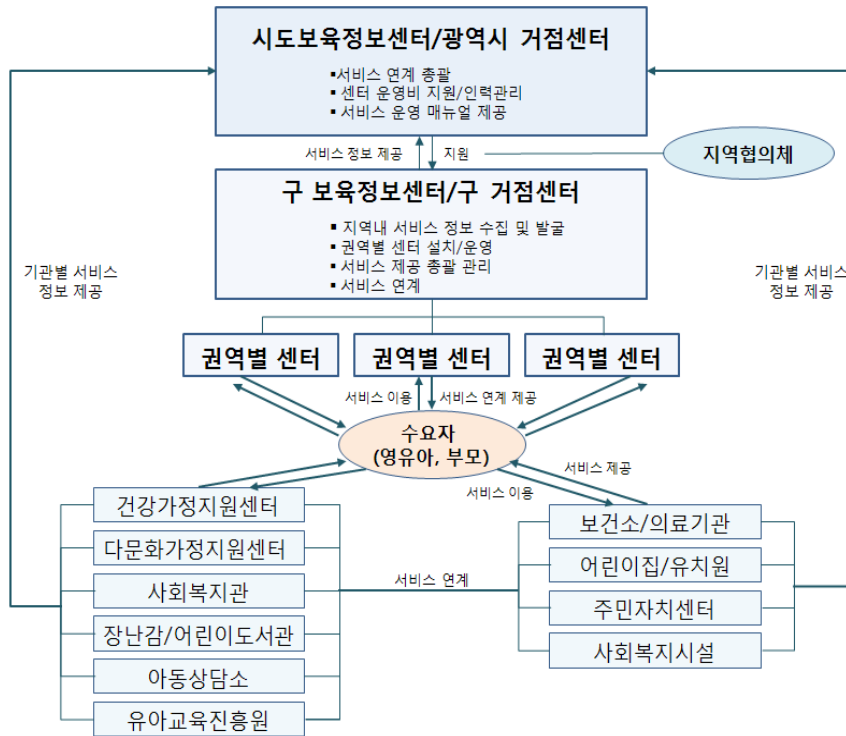 시도보육정보센터/광역시 거점센터
▪서비스 연계 총괄
▪ 센터 운영비 지원/인력관리
▪ 서비스 운영 매뉴얼 제공
서비스 정보 제공
지원
지역협의체
구 보육정보센터/구 거점센터
▪ 지역내 서비스 정보 수집 및 발굴
▪ 권역별 센터 설치/운영
▪ 서비스 제공 총괄 관리
▪ 서비스 연계
기관별 서비스
정보 제공
기관별 서비스
정보 제공
권역별 센터
권역별 센터
권역별 센터
서비스 이용
서비스 연계 제공
수요자
(영유아, 부모)
서비스 제공
서비스 이용
건강가정지원센터
다문화가정지원센터
사회복지관
장난감/어린이도서관
아동상담소
유아교육진흥원
서비스 연계
보건소/의료기관
어린이집/유치원
주민자치센터
사회복지시설